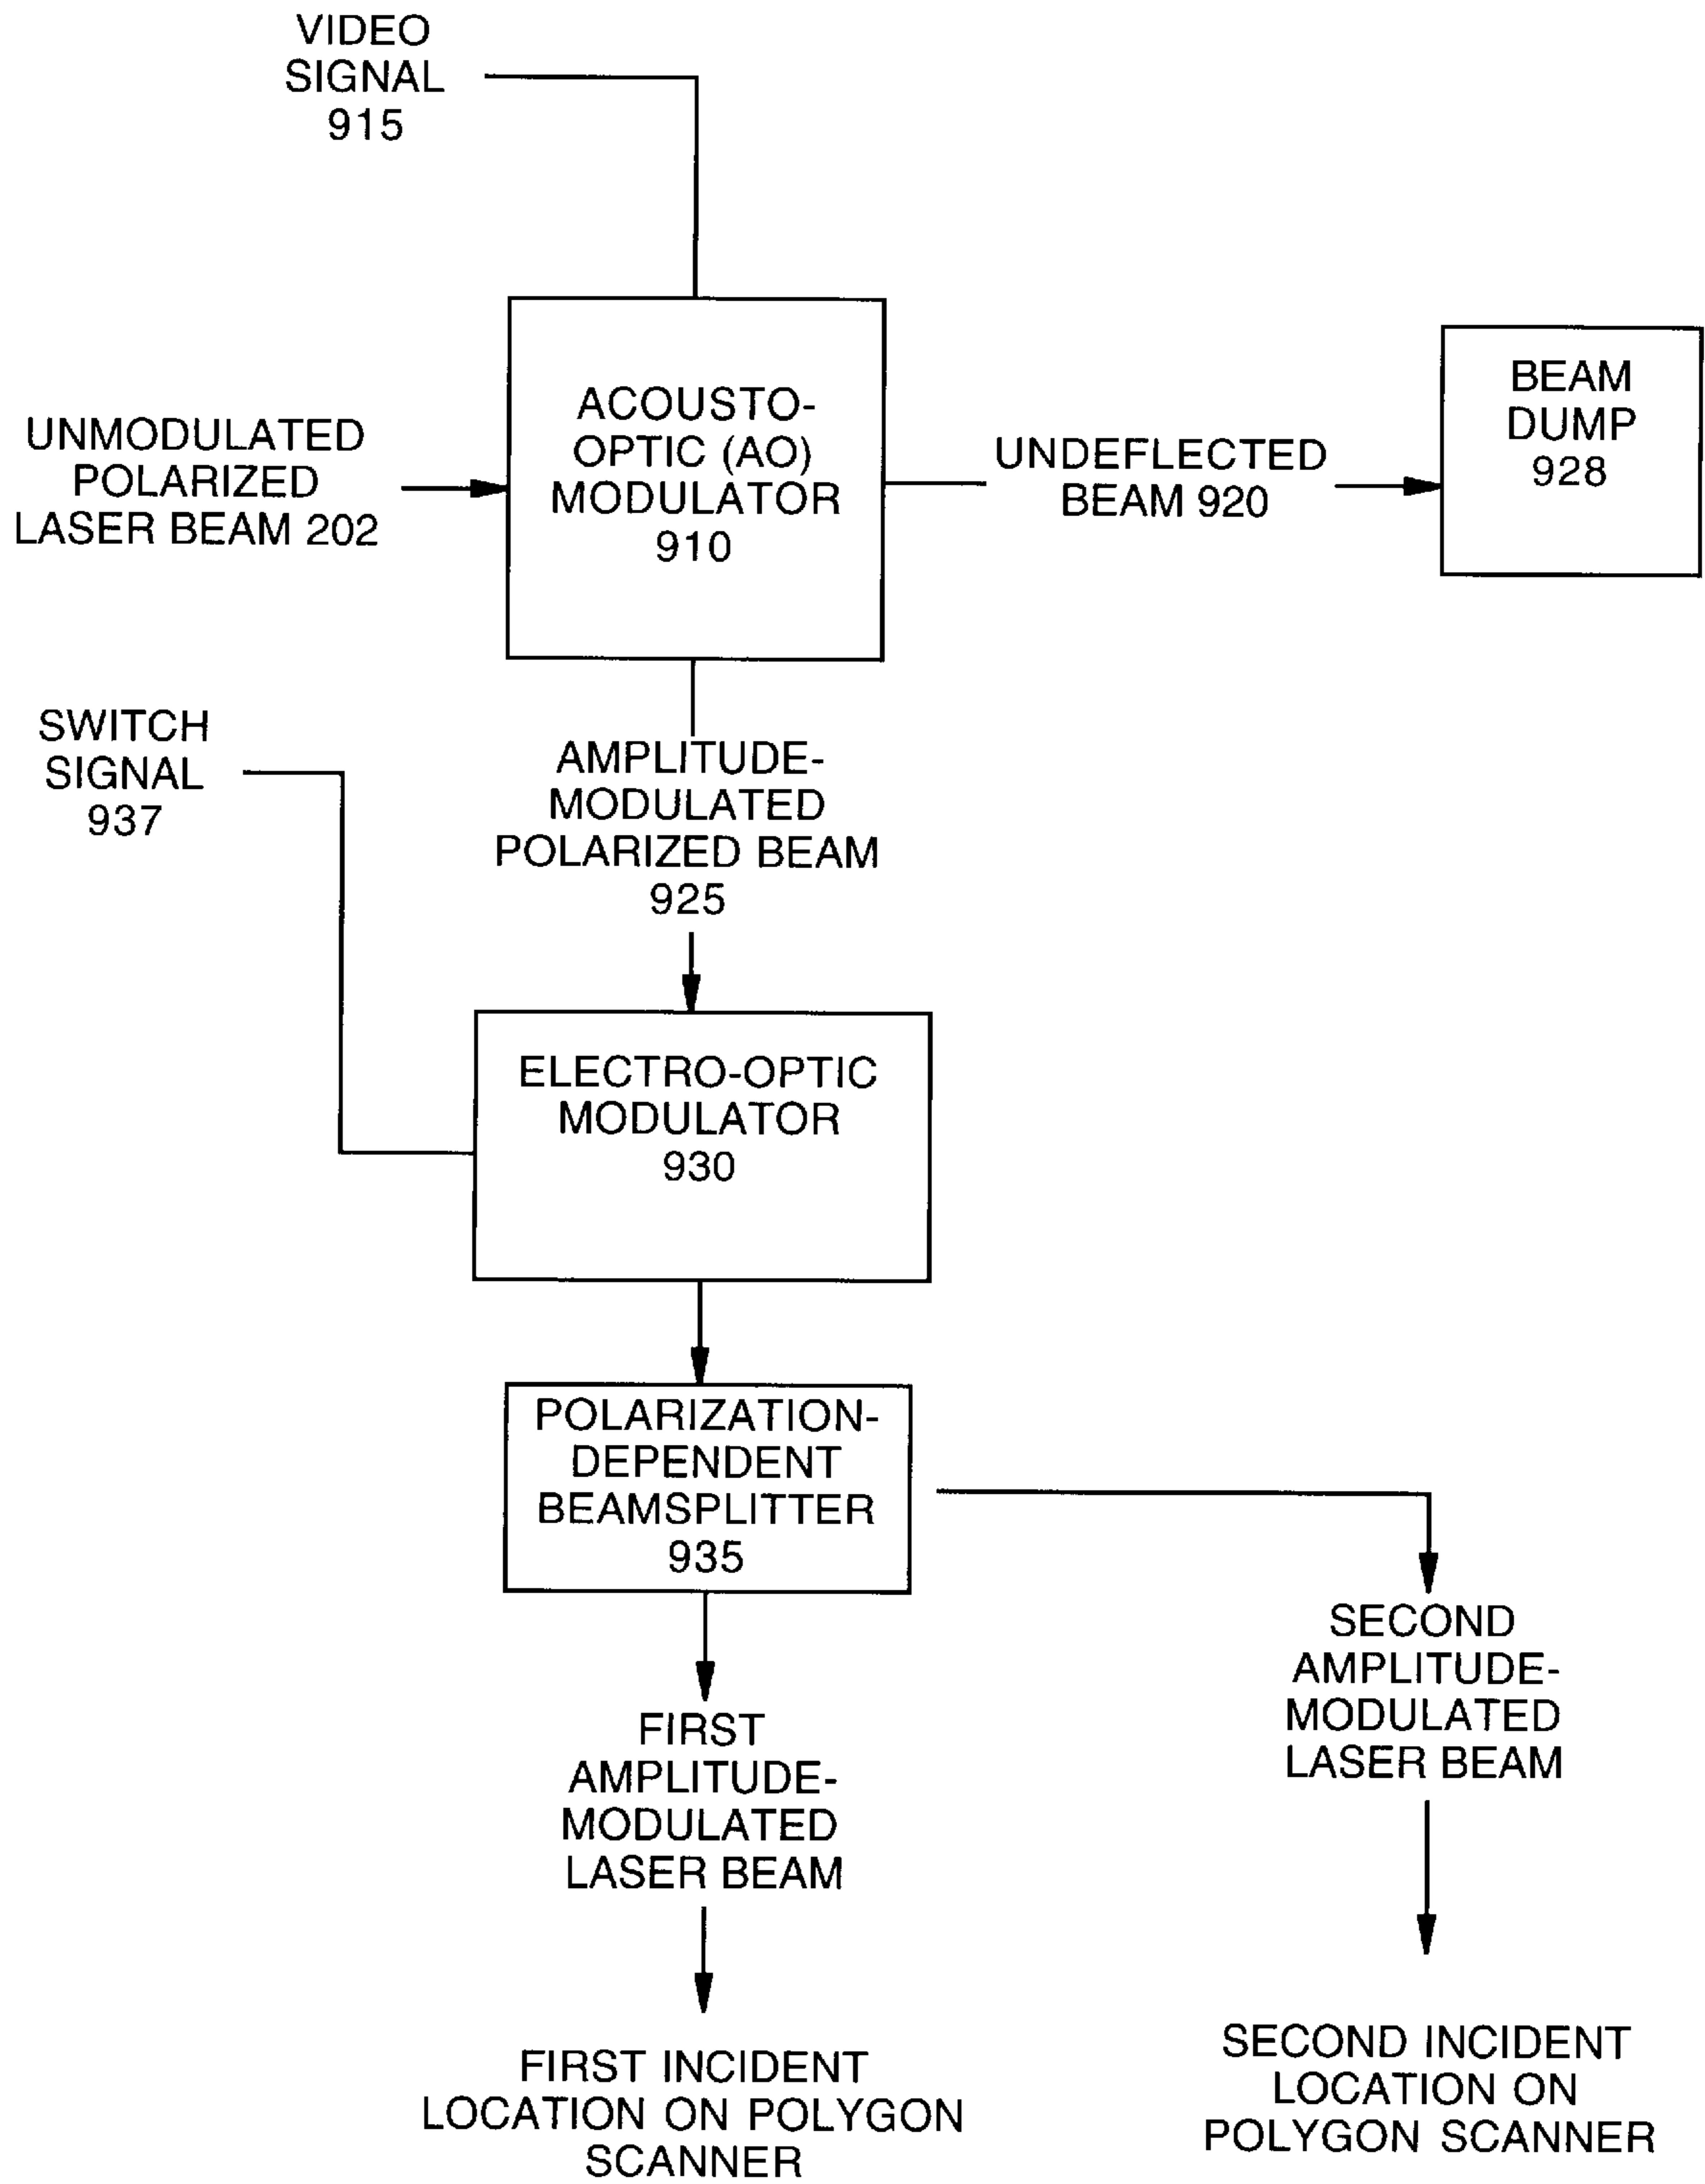 VIDEO
SIGNAL
915
UNMODULATED
POLARIZED
LASER BEAM 202
ACOUSTO-
OPTIC (AO)
MODULATOR
910
UNDEFLECTED
BEAM 920
BEAM
DUMP
928
SWITCH
SIGNAL
937
AMPLITUDE-
MODULATED
POLARIZED BEAM
925
ELECTRO-OPTIC
MODULATOR
930
POLARIZATION-
DEPENDENT
BEAMSPLITTER
935
FIRST
AMPLITUDE-
MODULATED
LASER BEAM
SECOND
AMPLITUDE-
MODULATED
LASER BEAM
FIRST INCIDENT
LOCATION ON POLYGON
SCANNER
SECOND INCIDENT
LOCATION ON
POLYGON SCANNER